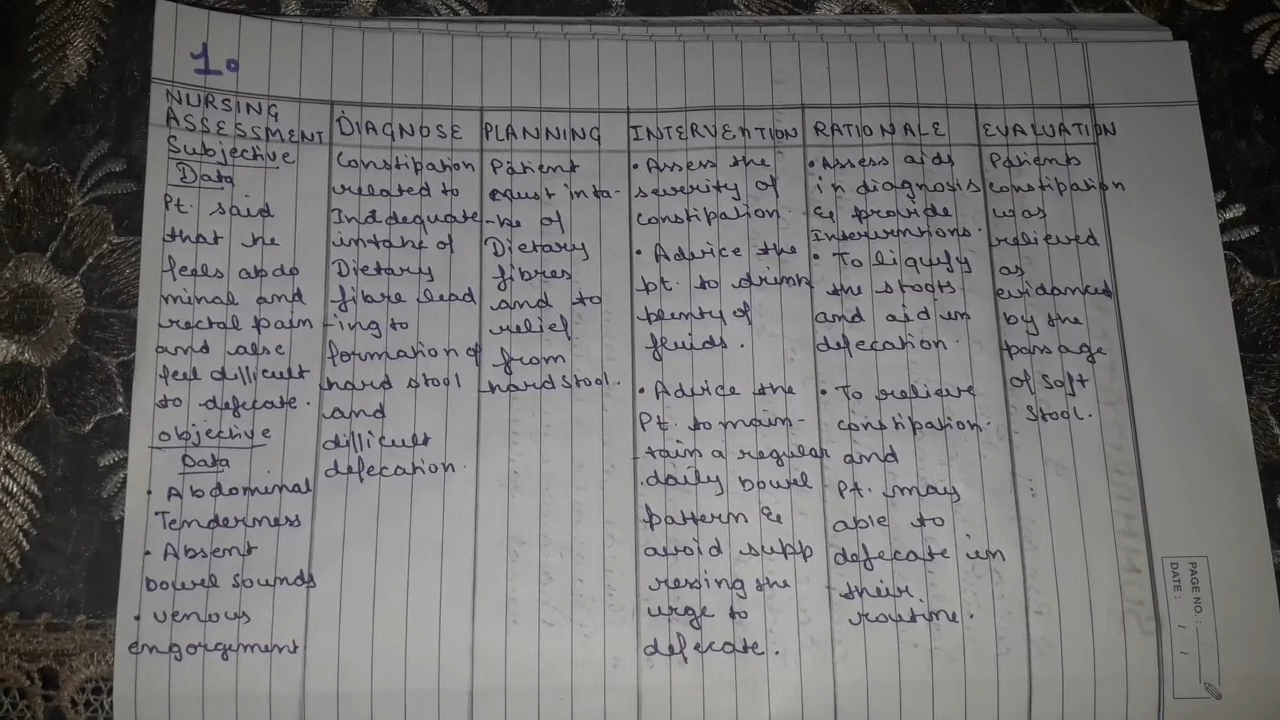 1.
NURSING
ASSESSMENT
Subjective
Data
Pt. said
that he
feels abdo
minal and
rectal pain
and also
feel difficult
to defecate.
objective
Data
• Abdominal
Tenderness
• Absent
bowel sounds
• venous
engorgement
DIAGNOSE
Constipation
related to
Inadequate
intake of
Dietary
fibre lead
-ing to
formation of
hard stool
and
difficult
defecation.
PLANNING
Patient
must inta-
-ke of
Dietary
fibres
and to
relief
from
hard stool.
INTERVENTION
• Assess the
severity of
constipation.
• Advice the
pt. to drink
plenty of
fluids.
• Advice the
Pt. to main-
-tain a regular
daily bowel
pattern &
avoid supp
ressing the
urge to
defecate.
RATIONALE
• Assess aids
in diagnosis
& provide
Interventions.
• To liquify
the stools
and aid in
defecation.
• To relieve
constipation.
and
Pt. may
able to
defecate in
their
routine.
EVALUATION
Patients
constipation
was
relieved
as
evidanced
by the
passage
of soft
stool.
PAGE NO.:
DATE: / /